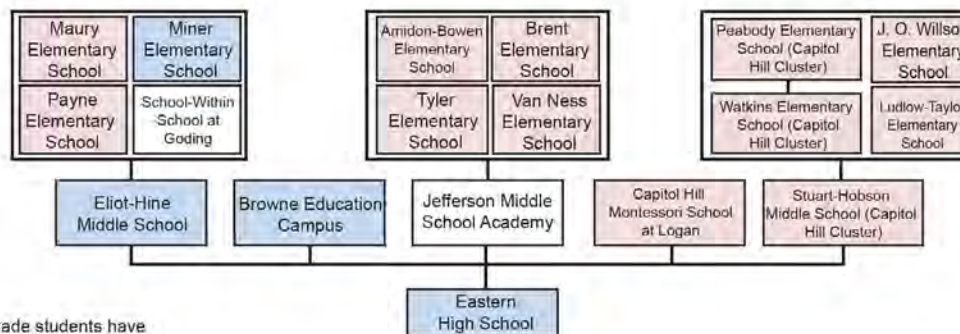 Maury
Elementary
School
Miner
Elementary
School
Payne
Elementary
School
School-Within
School at
Goding
Amidon-Bowen
Elementary
School
Brent
Elementary
School
Tyler
Elementary
School
Van Ness
Elementary
School
Peabody Elementary
School (Capitol
Hill Cluster)
J. O. Wilson
Elementary
School
Watkins Elementary
School (Capitol
Hill Cluster)
Ludlow-Taylo
Elementary
School
Eliot-Hine
Middle School
Browne Education
Campus
Jefferson Middle
School Academy
Capitol Hill
Montessori School
at Logan
Stuart-Hobson
Middle School (Capitol
Hill Cluster)
Eastern
High School
ade students have